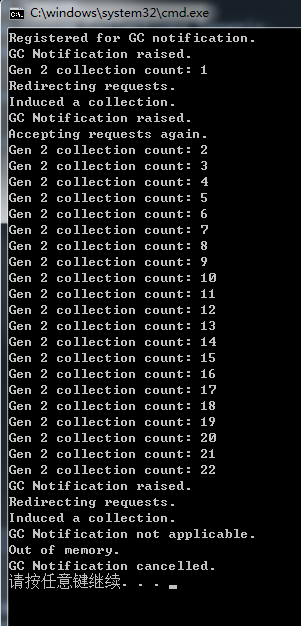 C:\windows\system32\cmd.exe
Registered for GC notification.
GC Notification raised.
Gen 2 collection count: 1
Redirecting requests.
Induced a collection.
GC Notification raised.
Accepting requests again.
Gen 2 collection count: 2
Gen 2 collection count: 3
Gen 2 collection count: 4
Gen 2 collection count: 5
Gen 2 collection count: 6
Gen 2 collection count: 7
Gen 2 collection count: 8
Gen 2 collection count: 9
Gen 2 collection count: 10
Gen 2 collection count: 11
Gen 2 collection count: 12
Gen 2 collection count: 13
Gen 2 collection count: 14
Gen 2 collection count: 15
Gen 2 collection count: 16
Gen 2 collection count: 17
Gen 2 collection count: 18
Gen 2 collection count: 19
Gen 2 collection count: 20
Gen 2 collection count: 21
Gen 2 collection count: 22
GC Notification raised.
Redirecting requests.
Induced a collection.
GC Notification not applicable.
Out of memory.
GC Notification cancelled.
请按任意键继续. . .